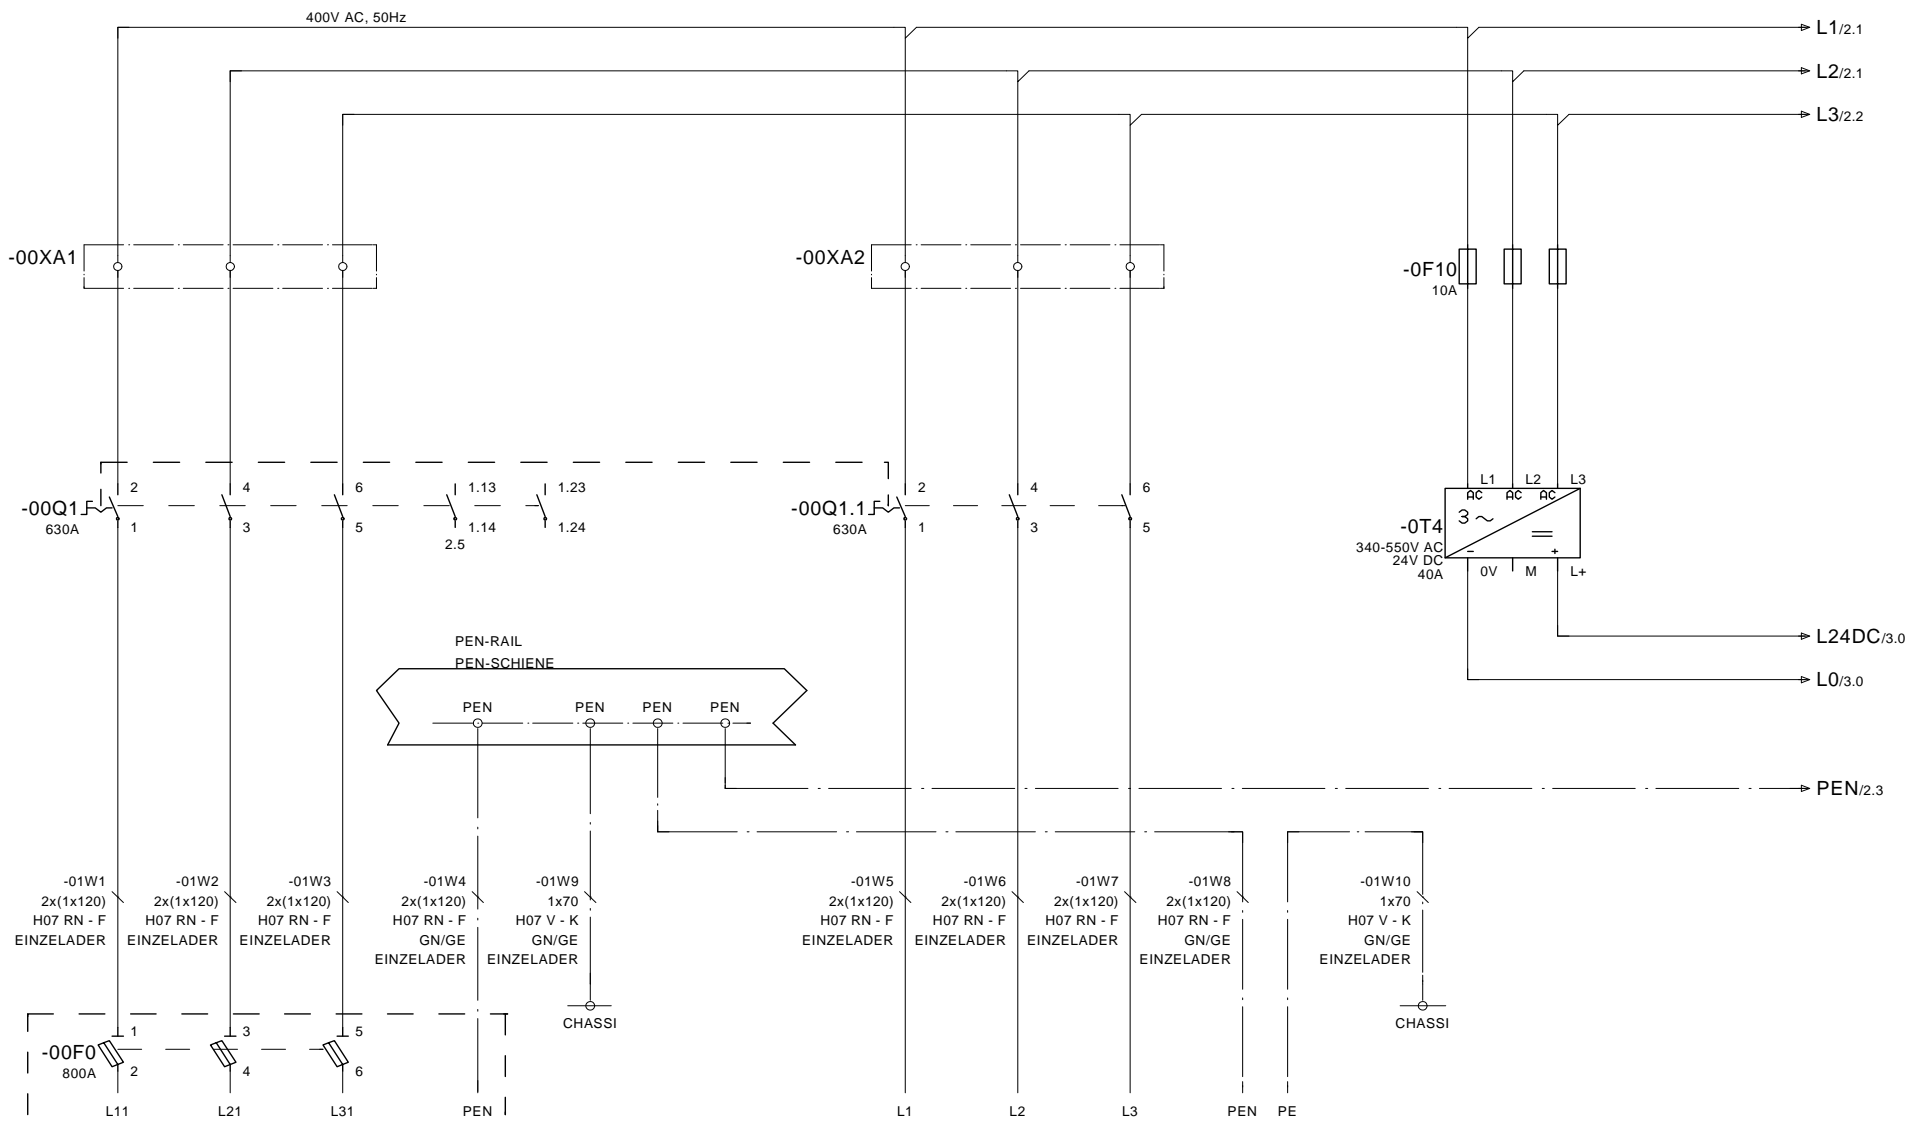 400V AC, 50Hz
L1/2.1
L2/2.1
L3/2.2
-00XA1
-00XA2
-0F10
10A
-00Q1
630A
2
1
4
3
6
5
1.13
1.14
2.5
1.23
1.24
-00Q1.1
630A
2
1
4
3
6
5
L1
L2
L3
AC
AC
AC
3
-0T4
340-550V AC
24V DC
40A
-
+
0V
M
L+
L24DC/3.0
L0/3.0
PEN-RAIL
PEN-SCHIENE
PEN
PEN
PEN
PEN
PEN/2.3
-01W1
2x(1x120)
H07 RN - F
EINZELADER
-01W2
2x(1x120)
H07 RN - F
EINZELADER
-01W3
2x(1x120)
H07 RN - F
EINZELADER
-01W4
2x(1x120)
H07 RN - F
GN/GE
EINZELADER
-01W9
1x70
H07 V - K
GN/GE
EINZELADER
-01W5
2x(1x120)
H07 RN - F
EINZELADER
-01W6
2x(1x120)
H07 RN - F
EINZELADER
-01W7
2x(1x120)
H07 RN - F
EINZELADER
-01W8
2x(1x120)
H07 RN - F
GN/GE
EINZELADER
-01W10
1x70
H07 V - K
GN/GE
EINZELADER
CHASSI
CHASSI
-00F0
800A
1
2
3
4
5
6
L11
L21
L31
PEN
L1
L2
L3
PEN
PE